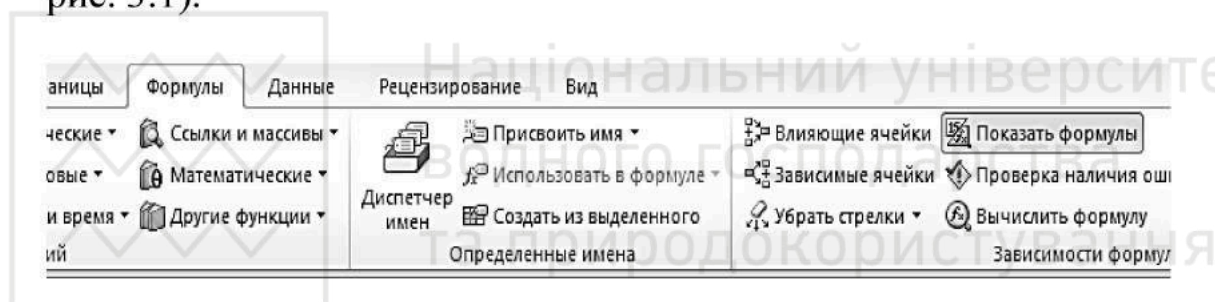 рис. 3.1).
Національний університе
аницы Формулы Данные Рецензирование Вид
ческие Ссылки и массивы Присвоить имя Влияющие ячейки Показать формулы
водного господарства
овые Математические Использовать в формуле Зависимые ячейки Проверка наличия оши
и время Другие функции Диспетчер имен Создать из выделенного Убрать стрелки Вычислить формулу
та природокористування
ий Определенные имена Зависимости формул